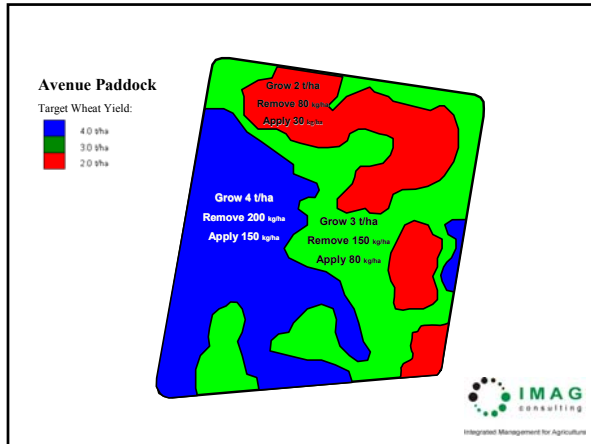 Avenue Paddock
Target Wheat Yield:
4.0 t/ha
3.0 t/ha
2.0 t/ha
Grow 2 t/ha
Remove 80 kg/ha
Apply 30 kg/ha
Grow 4 t/ha
Remove 200 kg/ha
Apply 150 kg/ha
Grow 3 t/ha
Remove 150 kg/ha
Apply 80 kg/ha
IMAG
consulting
Integrated Management for Agriculture